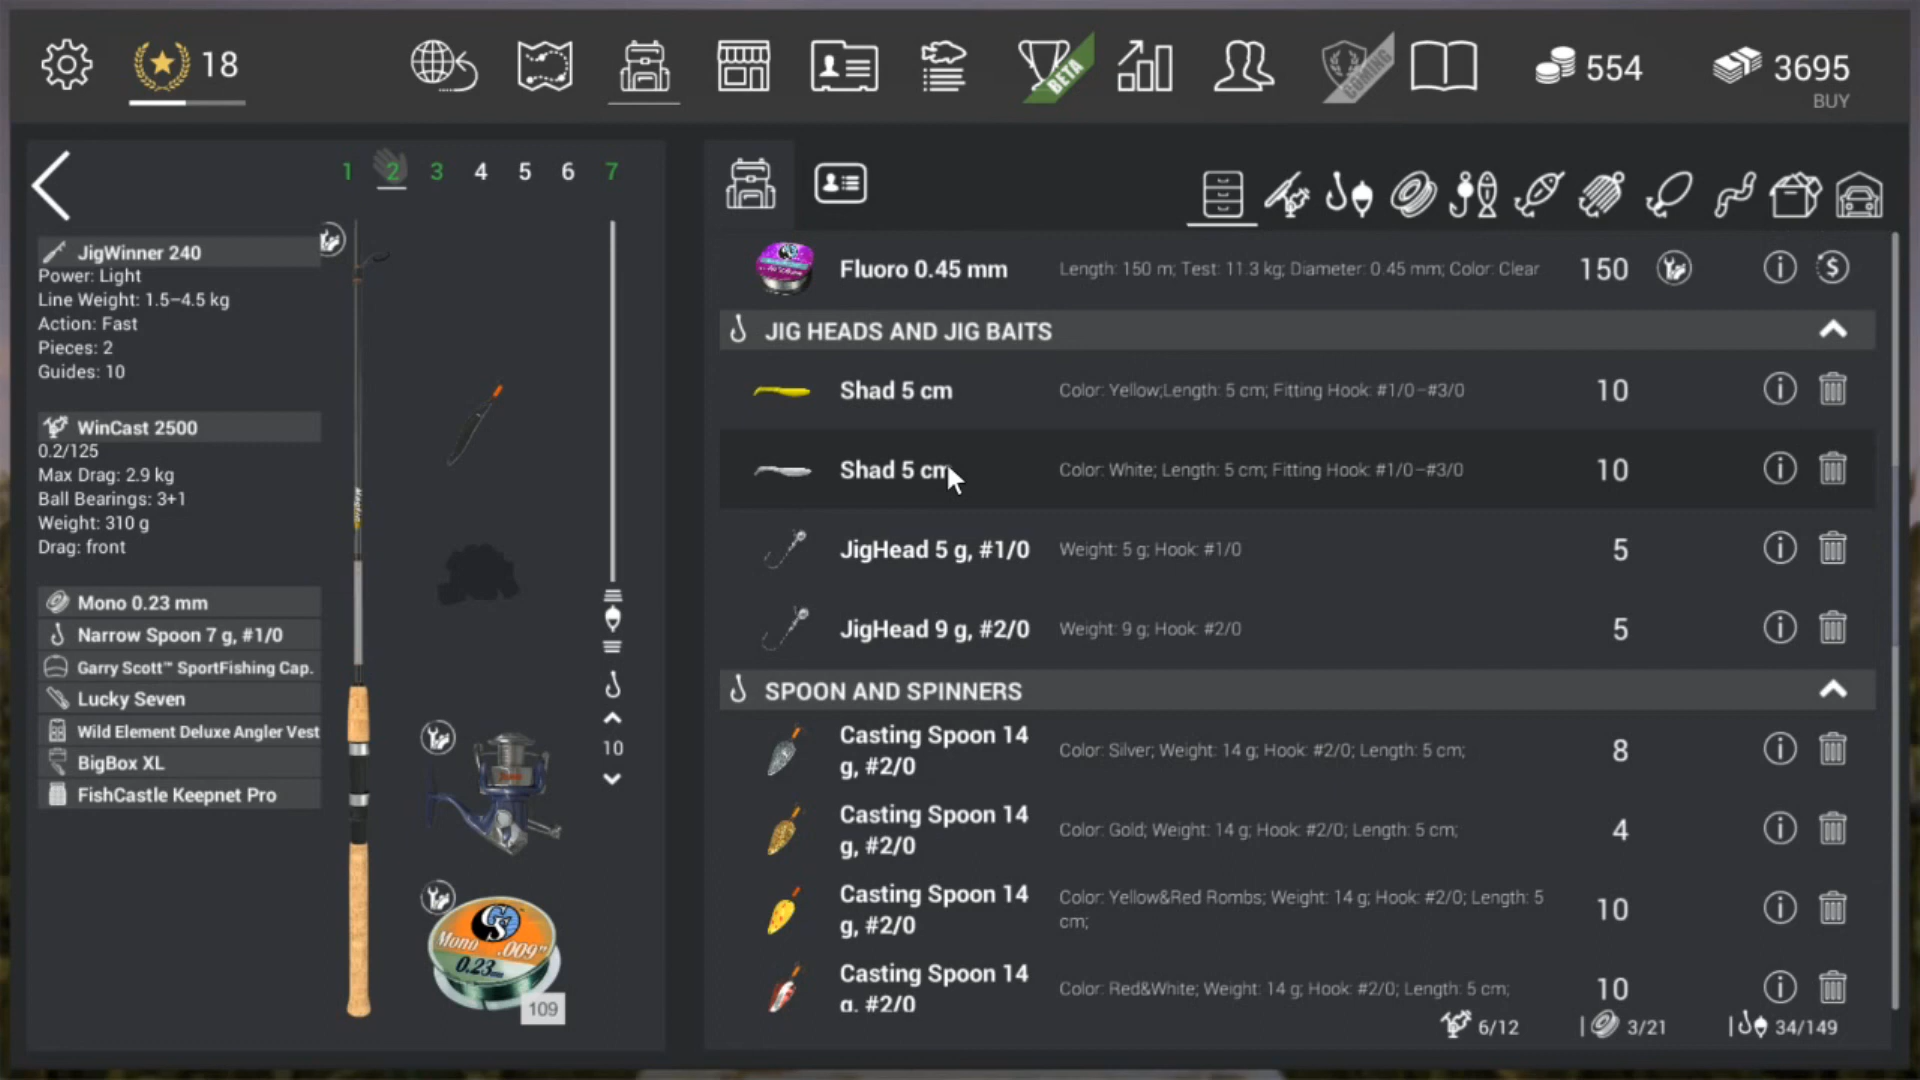 18
BETA
COMING
554
3695
BUY
1 2 3 4 5 6 7
JigWinner 240
Power: Light
Line Weight: 1.5–4.5 kg
Action: Fast
Pieces: 2
Guides: 10
WinCast 2500
0.2/125
Max Drag: 2.9 kg
Ball Bearings: 3+1
Weight: 310 g
Drag: front
Mono 0.23 mm
Narrow Spoon 7 g, #1/0
Garry Scott™ SportFishing Cap.
Lucky Seven
Wild Element Deluxe Angler Vest
BigBox XL
FishCastle Keepnet Pro
10
Mono .009"
0.23mm
109
Fluoro 0.45 mm Length: 150 m; Test: 11.3 kg; Diameter: 0.45 mm; Color: Clear 150
JIG HEADS AND JIG BAITS
Shad 5 cm Color: Yellow;Length: 5 cm; Fitting Hook: #1/0–#3/0 10
Shad 5 cm Color: White; Length: 5 cm; Fitting Hook: #1/0–#3/0 10
JigHead 5 g, #1/0 Weight: 5 g; Hook: #1/0 5
JigHead 9 g, #2/0 Weight: 9 g; Hook: #2/0 5
SPOON AND SPINNERS
Casting Spoon 14
g, #2/0
Color: Silver; Weight: 14 g; Hook: #2/0; Length: 5 cm; 8
Casting Spoon 14
g, #2/0
Color: Gold; Weight: 14 g; Hook: #2/0; Length: 5 cm; 4
Casting Spoon 14
g, #2/0
Color: Yellow&Red Rombs; Weight: 14 g; Hook: #2/0; Length: 5
cm;
10
Casting Spoon 14
g, #2/0
Color: Red&White; Weight: 14 g; Hook: #2/0; Length: 5 cm; 10
6/12 | 3/21 | 34/149